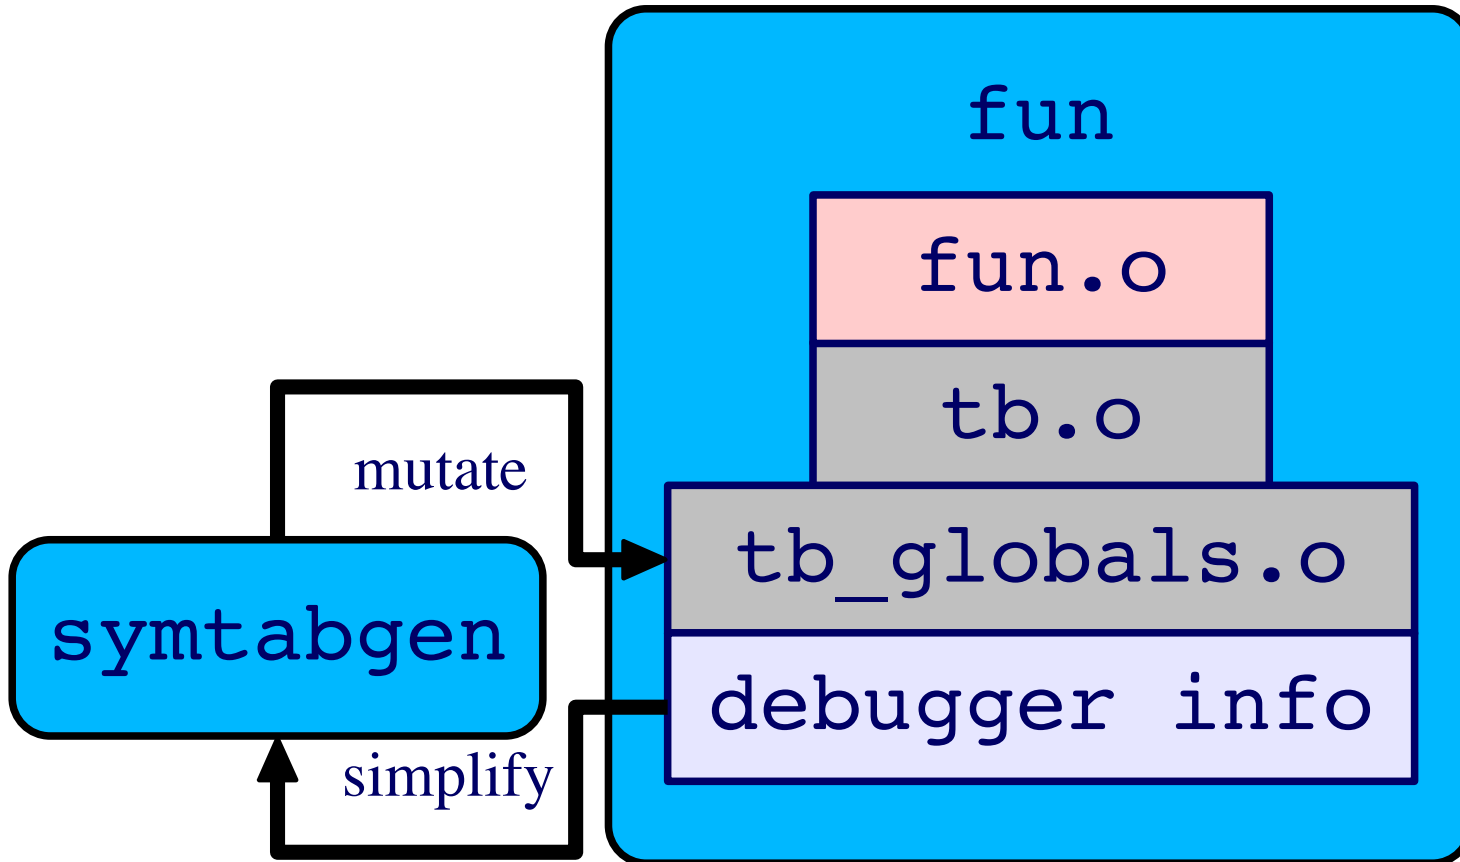 fun
fun.o
tb.o
mutate
tb_globals.o
symtabgen
debugger info
simplify